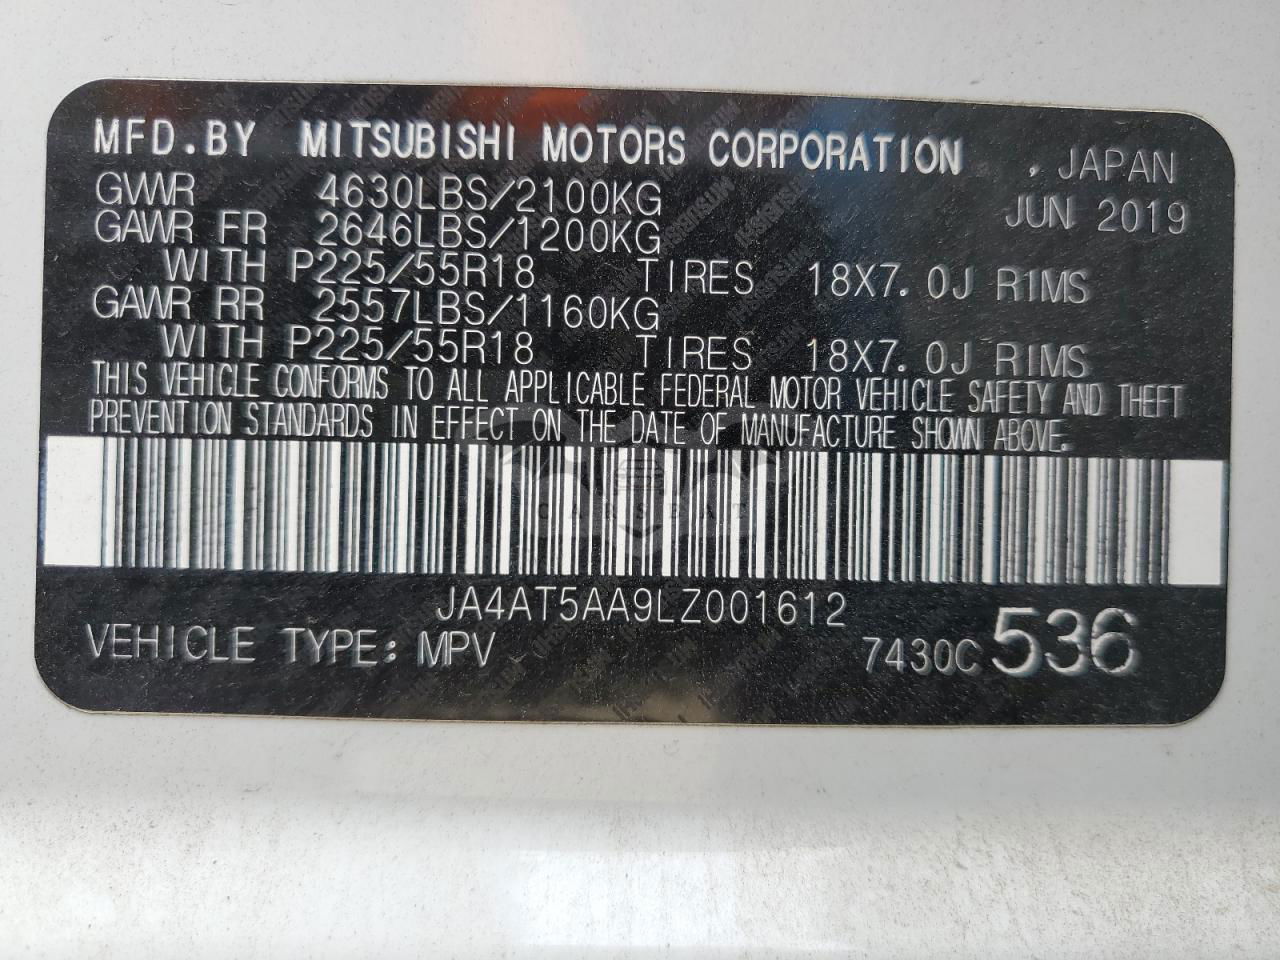 MFD.BY MITSUBISHI MOTORS CORPORATION , JAPAN
GVWR 4630LBS/2100KG JUN 2019
GAWR FR 2646LBS/1200KG
WITH P225/55R18 TIRES 18X7.0J RIMS
GAWR RR 2557LBS/1160KG
WITH P225/55R18 TIRES 18X7.0J RIMS
THIS VEHICLE CONFORMS TO ALL APPLICABLE FEDERAL MOTOR VEHICLE SAFETY AND THEFT
PREVENTION STANDARDS IN EFFECT ON THE DATE OF MANUFACTURE SHOWN ABOVE.
CARSBAT
JA4AT5AA9LZ001612
VEHICLE TYPE: MPV 7430C 536